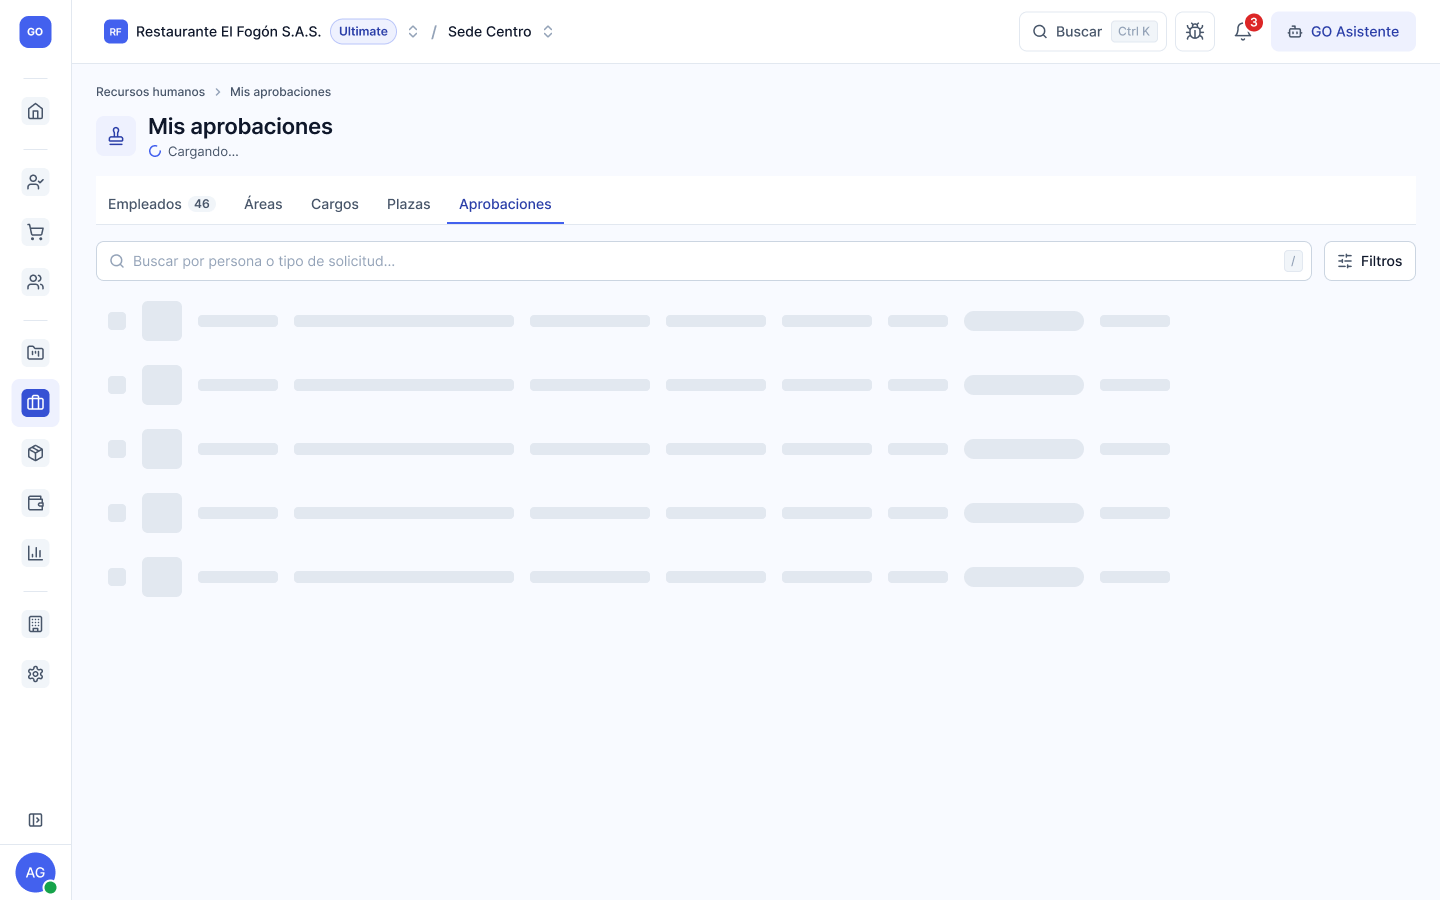 GO
RF Restaurante El Fogón S.A.S. Ultimate / Sede Centro
Buscar Ctrl K
3
GO Asistente
Recursos humanos > Mis aprobaciones
Mis aprobaciones
Cargando...
Empleados 46 Áreas Cargos Plazas Aprobaciones
Buscar por persona o tipo de solicitud... /
Filtros
AG